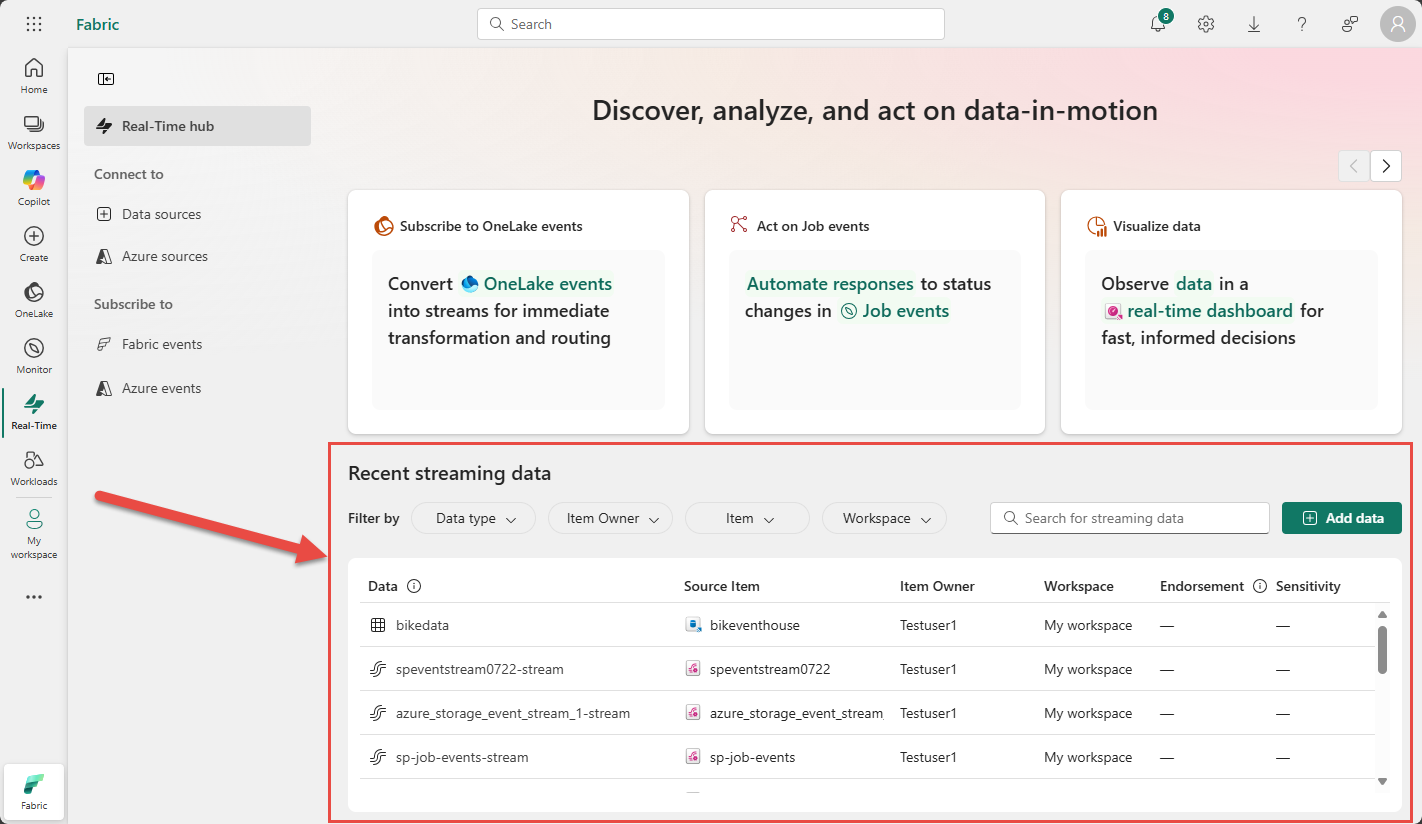 Fabric
Search
8
Home
Workspaces
Copilot
Create
OneLake
Monitor
Real-Time
Workloads
My
workspace
Fabric
Real-Time hub
Connect to
Data sources
Azure sources
Subscribe to
Fabric events
Azure events
Discover, analyze, and act on data-in-motion
Subscribe to OneLake events
Convert OneLake events
into streams for immediate
transformation and routing
Act on Job events
Automate responses to status
changes in Job events
Visualize data
Observe data in a
real-time dashboard for
fast, informed decisions
Recent streaming data
Filter by Data type Item Owner Item Workspace Search for streaming data Add data
Data Source Item Item Owner Workspace Endorsement Sensitivity
bikedata bikeventhouse Testuser1 My workspace — —
speventstream0722-stream speventstream0722 Testuser1 My workspace — —
azure_storage_event_stream_1-stream azure_storage_event_stream_ Testuser1 My workspace — —
sp-job-events-stream sp-job-events Testuser1 My workspace — —